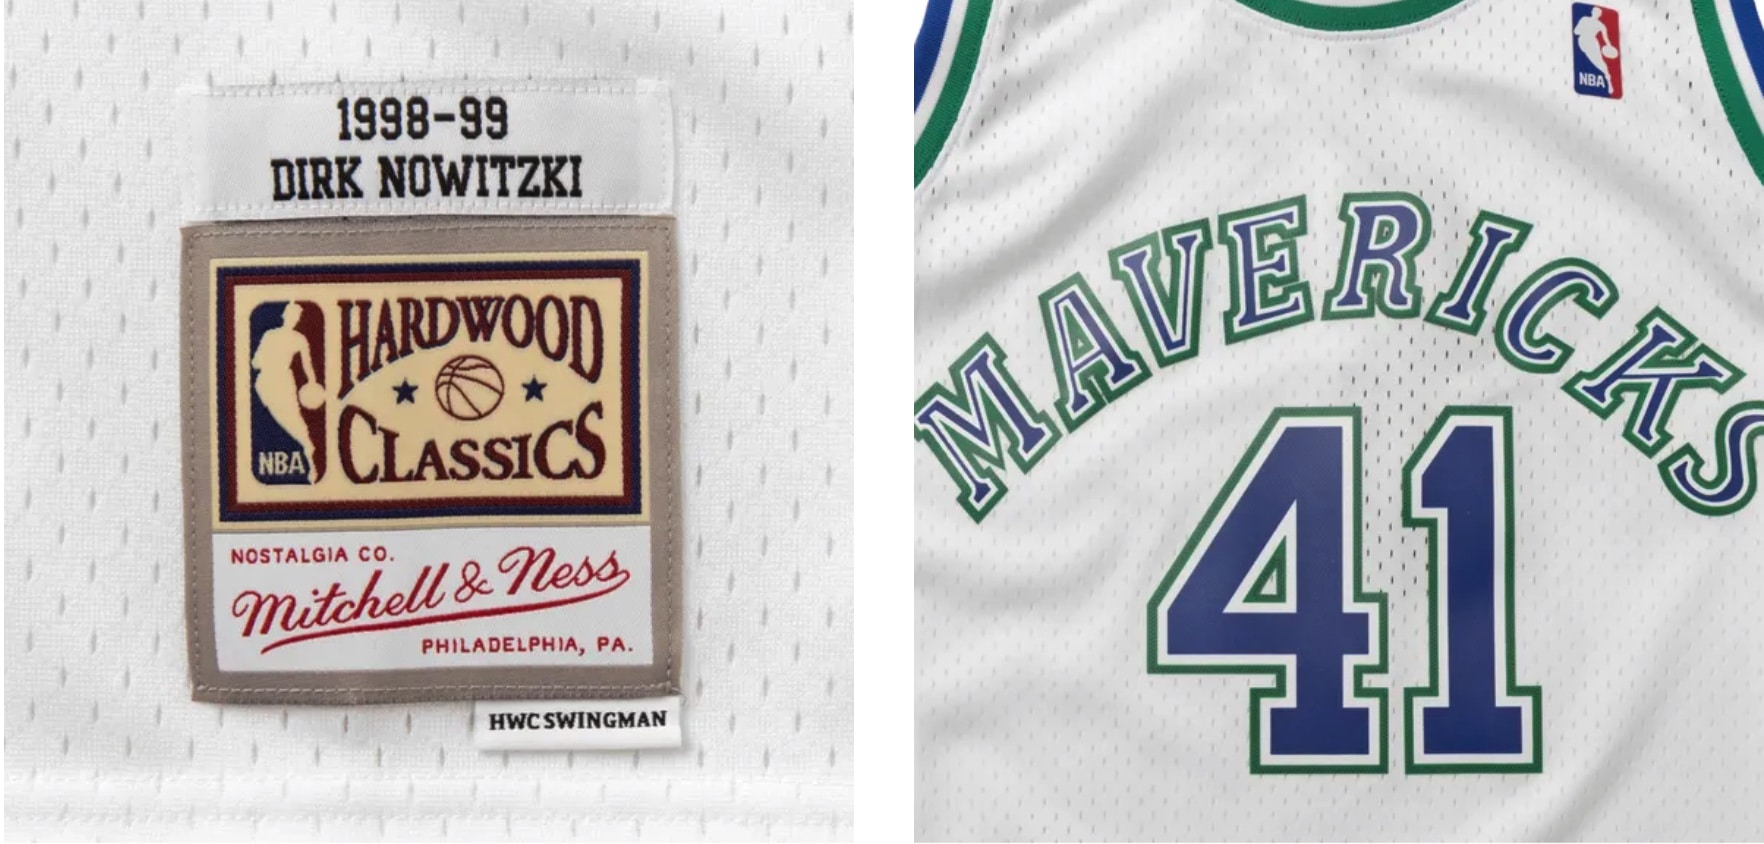 1998-99
DIRK NOWITZKI
HARDWOOD
CLASSICS
NBA
NOSTALGIA CO.
Mitchell & Ness
PHILADELPHIA, PA.
HWC SWINGMAN
NBA
MAVERICKS
41